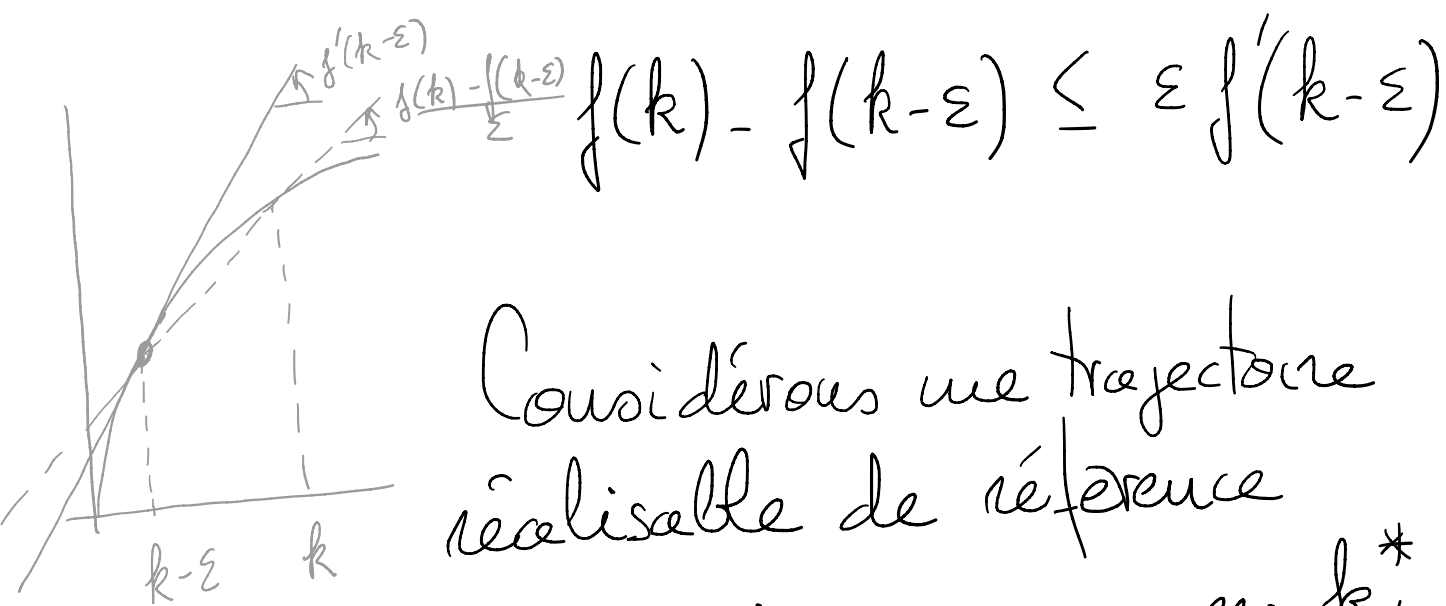 f'(k-ε)
f(k) - f(k-ε)
ε
f(k) - f(k-ε) ≤ ε f'(k-ε)
Considérons une trajectoire
réalisable de référence
k*
k-ε
k